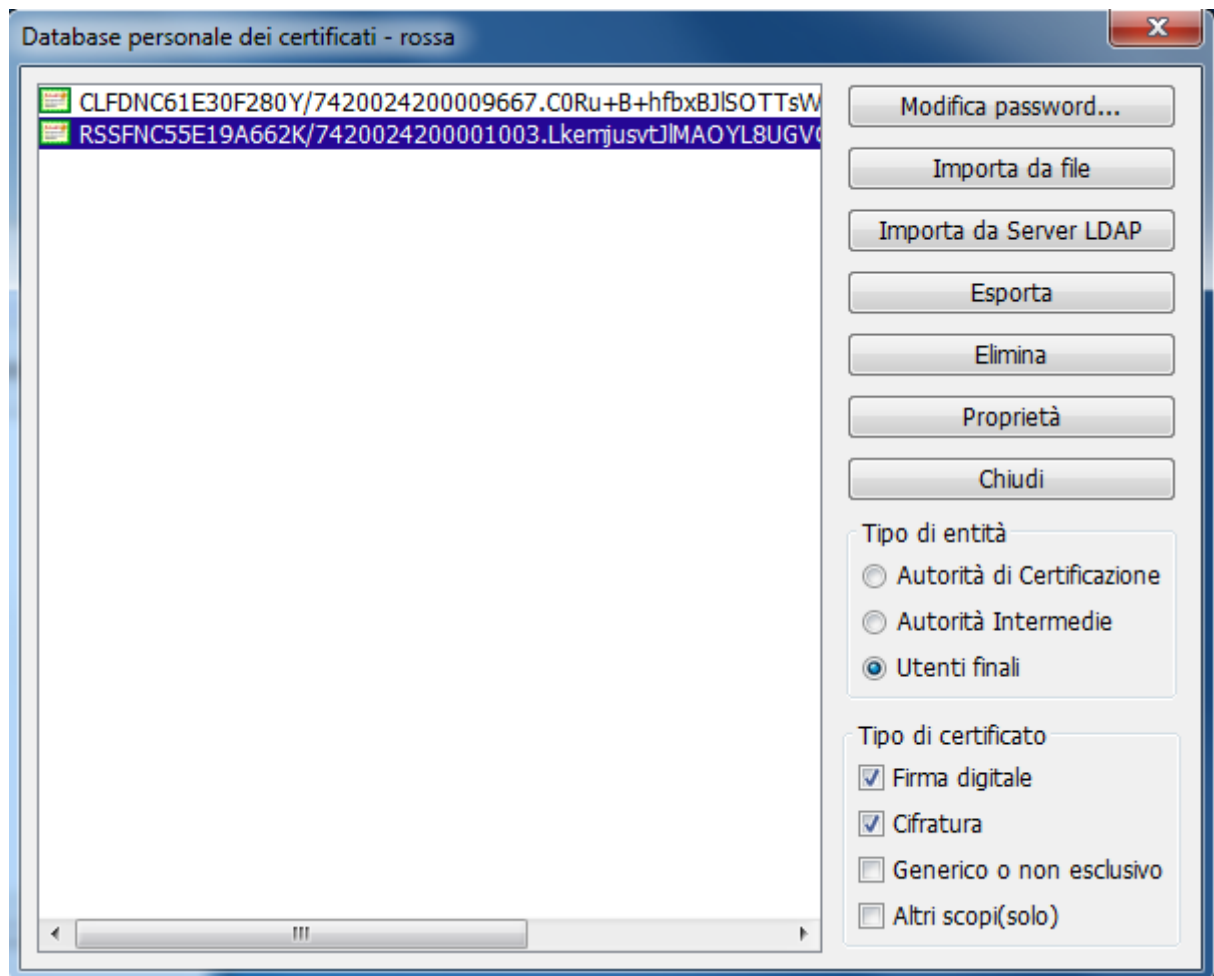 Database personale dei certificati - rossa
CLFDNC61E30F280Y/7420024200009667.C0Ru+B+hfbxBJlSOTTsW
RSSFNC55E19A662K/7420024200001003.LkemjusvtJlMAOYL8UGV
Modifica password...
Importa da file
Importa da Server LDAP
Esporta
Elimina
Proprietà
Chiudi
Tipo di entità
Autorità di Certificazione
Autorità Intermedie
Utenti finali
Tipo di certificato
Firma digitale
Cifratura
Generico o non esclusivo
Altri scopi(solo)